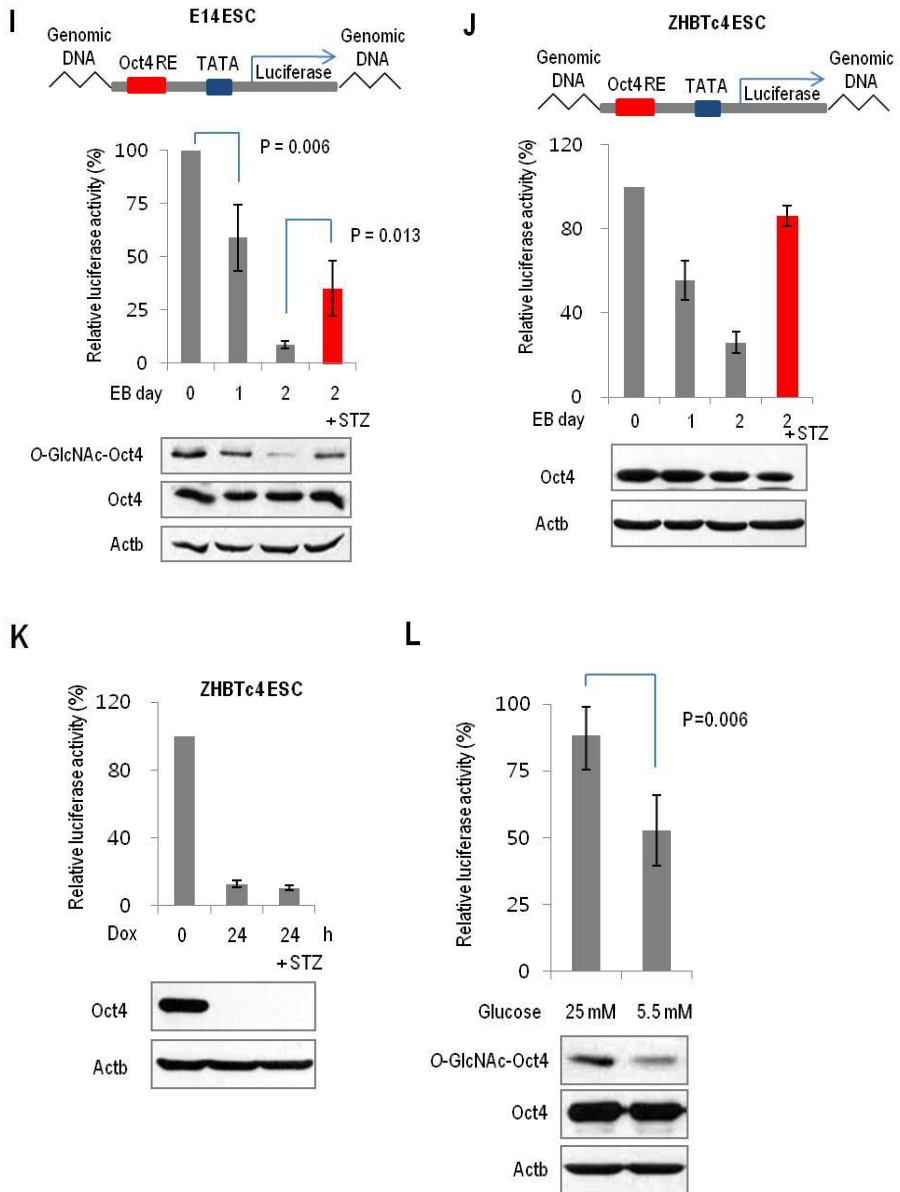 I
E14 ESC
Genomic DNA
Oct4 RE
TATA
Luciferase
Genomic DNA
Relative luciferase activity (%)
100
75
50
25
0
P = 0.006
P = 0.013
EB day 0 1 2 2
+ STZ
O-GlcNAc-Oct4
Oct4
Actb
J
ZHBTc4 ESC
Genomic DNA
Oct4 RE
TATA
Luciferase
Genomic DNA
Relative luciferase activity (%)
120
80
40
0
EB day 0 1 2 2
+ STZ
Oct4
Actb
K
ZHBTc4 ESC
Relative luciferase activity (%)
120
80
40
0
Dox 0 24 24 h
+ STZ
Oct4
Actb
L
Relative luciferase activity (%)
100
75
50
25
0
P=0.006
Glucose 25 mM 5.5 mM
O-GlcNAc-Oct4
Oct4
Actb